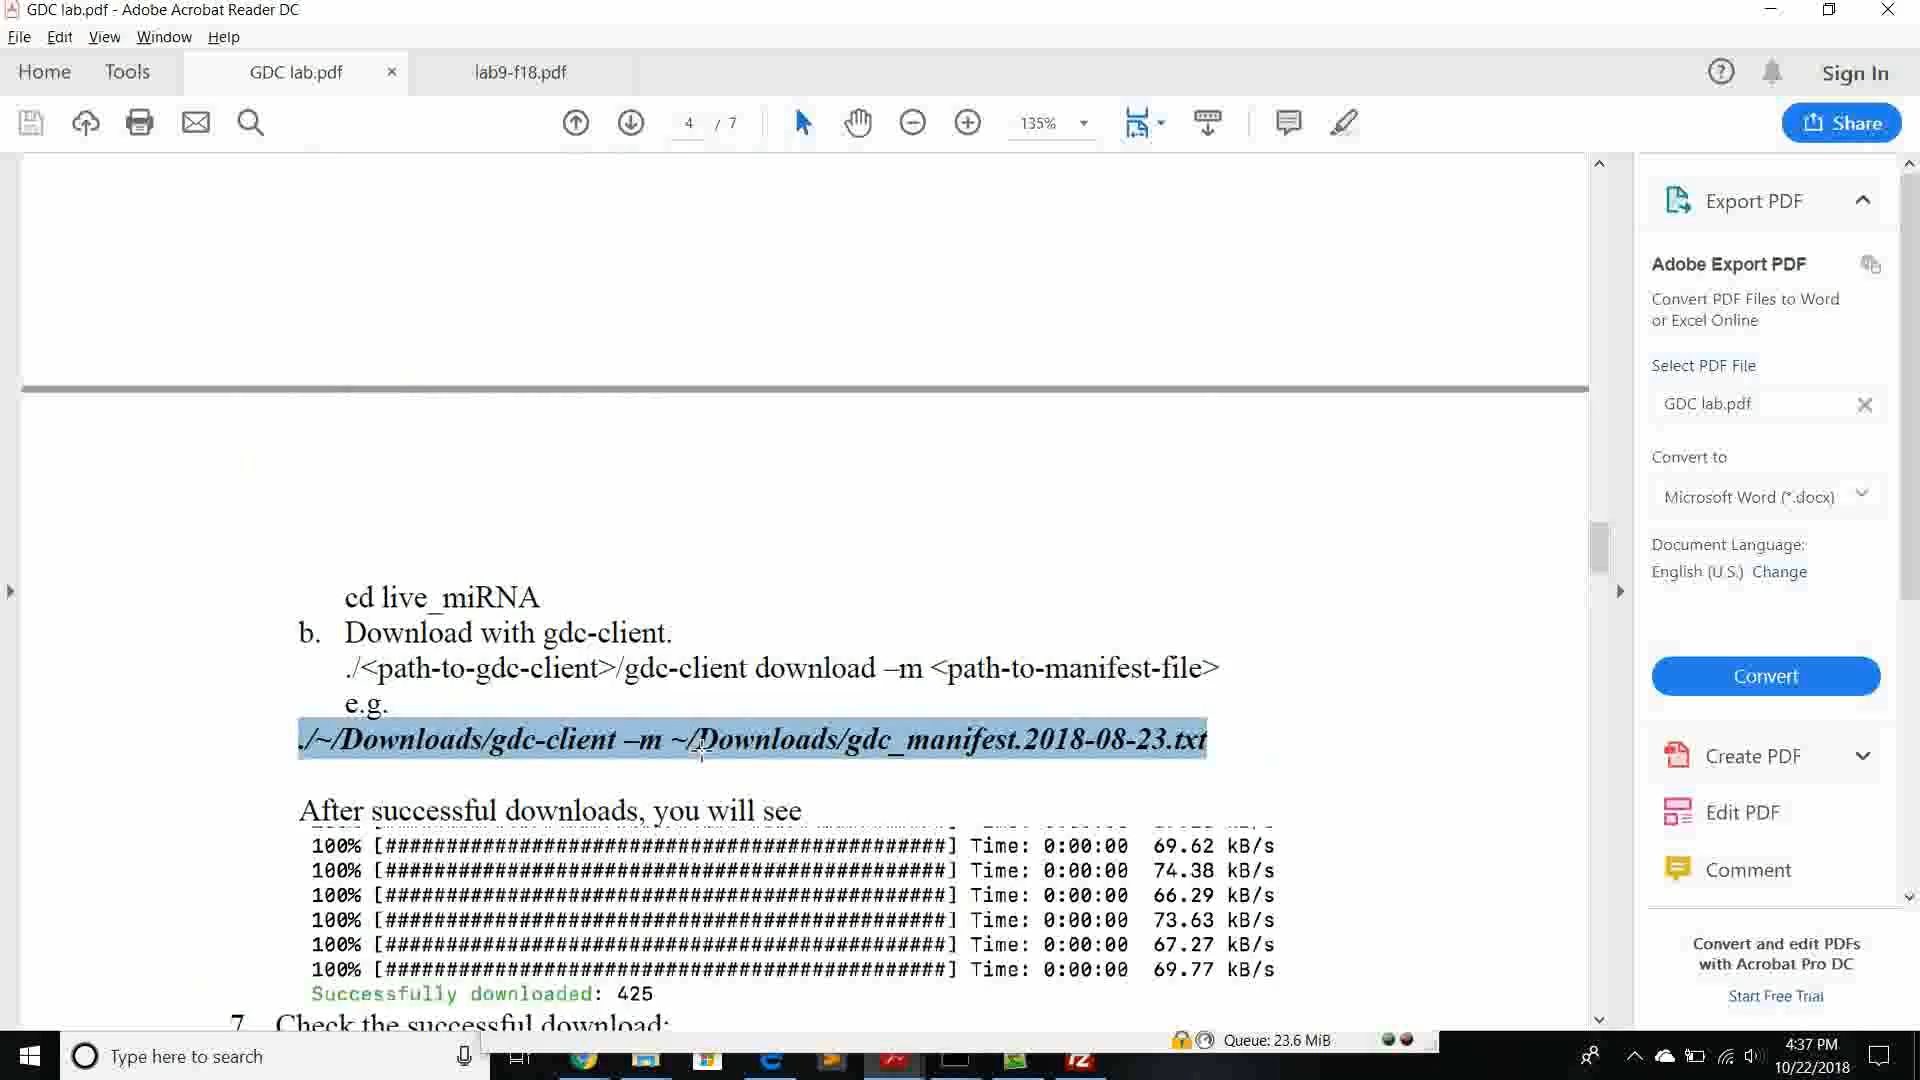 GDC lab.pdf - Adobe Acrobat Reader DC
File Edit View Window Help
Home Tools GDC lab.pdf × lab9-f18.pdf Sign In
4 / 7 135% Share
Export PDF
Adobe Export PDF
Convert PDF Files to Word
or Excel Online
Select PDF File
GDC lab.pdf
Convert to
Microsoft Word (*.docx)
Document Language:
English (U.S.) Change
Convert
Create PDF
Edit PDF
Comment
Convert and edit PDFs
with Acrobat Pro DC
Start Free Trial
cd live_miRNA
b. Download with gdc-client.
./<path-to-gdc-client>/gdc-client download –m <path-to-manifest-file>
e.g.
./~/Downloads/gdc-client –m ~/Downloads/gdc_manifest.2018-08-23.txt
After successful downloads, you will see
100% [##############################################] Time: 0:00:00 69.62 kB/s
100% [##############################################] Time: 0:00:00 74.38 kB/s
100% [##############################################] Time: 0:00:00 66.29 kB/s
100% [##############################################] Time: 0:00:00 73.63 kB/s
100% [##############################################] Time: 0:00:00 67.27 kB/s
100% [##############################################] Time: 0:00:00 69.77 kB/s
Successfully downloaded: 425
7. Check the successful download:
Queue: 23.6 MiB
Type here to search
4:37 PM
10/22/2018